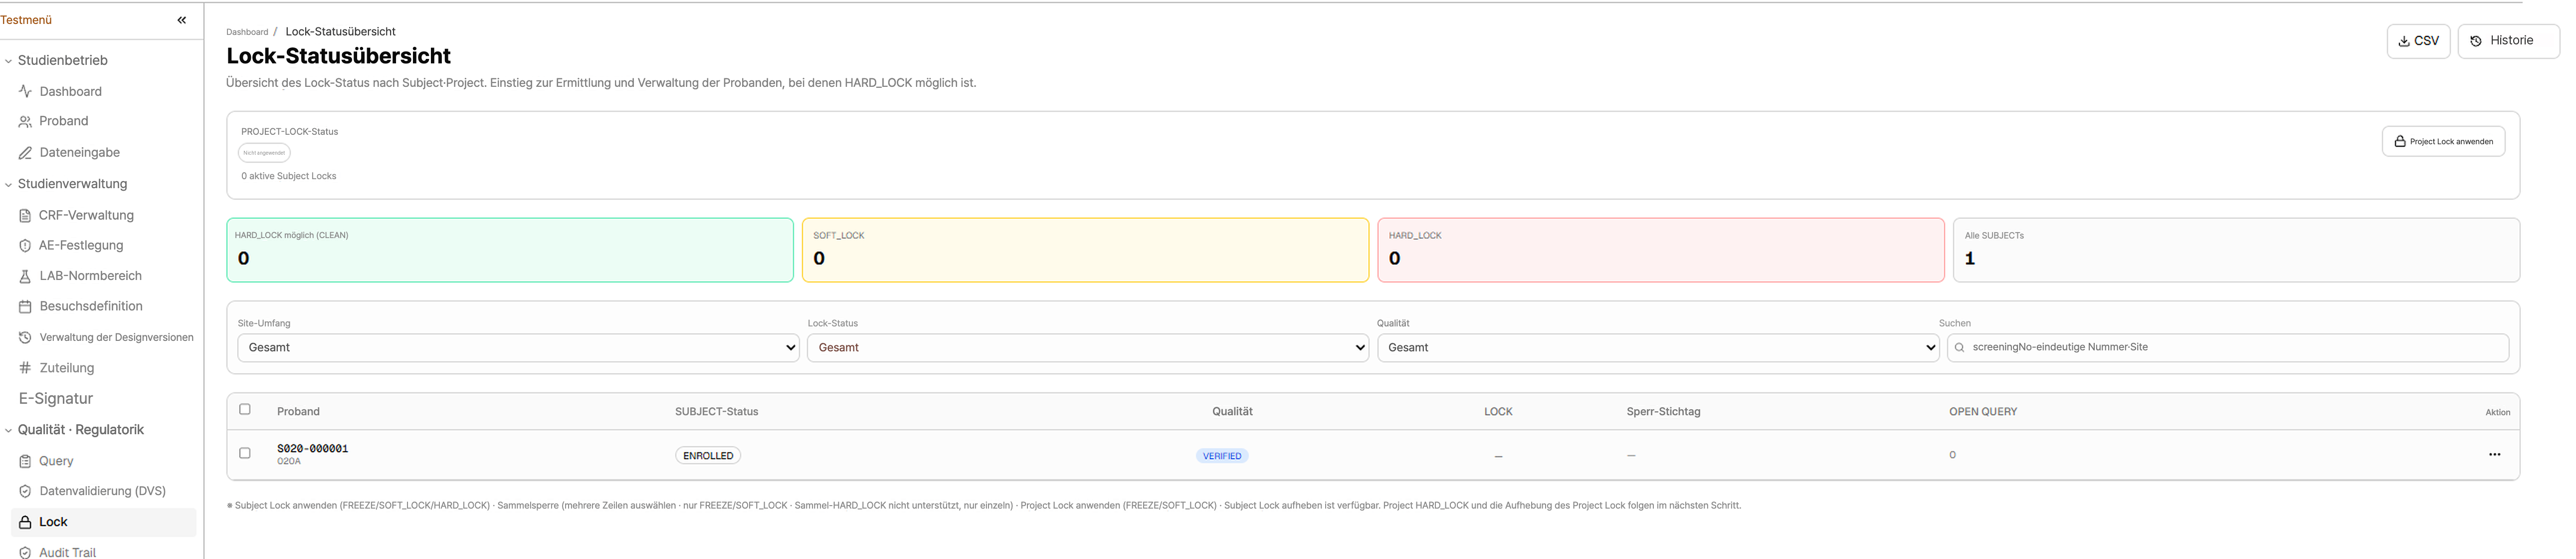 Testmenü «
Studienbetrieb
Dashboard
Proband
Dateneingabe
Studienverwaltung
CRF-Verwaltung
AE-Festlegung
LAB-Normbereich
Besuchsdefinition
Verwaltung der Designversionen
# Zuteilung
E-Signatur
Qualität · Regulatorik
Query
Datenvalidierung (DVS)
Lock
Audit Trail
Dashboard / Lock-Statusübersicht
Lock-Statusübersicht
Übersicht des Lock-Status nach Subject·Project. Einstieg zur Ermittlung und Verwaltung der Probanden, bei denen HARD_LOCK möglich ist.
CSV
Historie
PROJECT-LOCK-Status
Nicht angewendet
0 aktive Subject Locks
Project Lock anwenden
HARD_LOCK möglich (CLEAN)
0
SOFT_LOCK
0
HARD_LOCK
0
Alle SUBJECTs
1
Site-Umfang
Gesamt
Lock-Status
Gesamt
Qualität
Gesamt
Suchen
screeningNo-eindeutige Nummer·Site
Proband SUBJECT-Status Qualität LOCK Sperr-Stichtag OPEN QUERY Aktion
S020-000001 ENROLLED VERIFIED — — 0 ···
020A
※ Subject Lock anwenden (FREEZE/SOFT_LOCK/HARD_LOCK) · Sammelsperre (mehrere Zeilen auswählen · nur FREEZE/SOFT_LOCK · Sammel-HARD_LOCK nicht unterstützt, nur einzeln) · Project Lock anwenden (FREEZE/SOFT_LOCK) · Subject Lock aufheben ist verfügbar. Project HARD_LOCK und die Aufhebung des Project Lock folgen im nächsten Schritt.